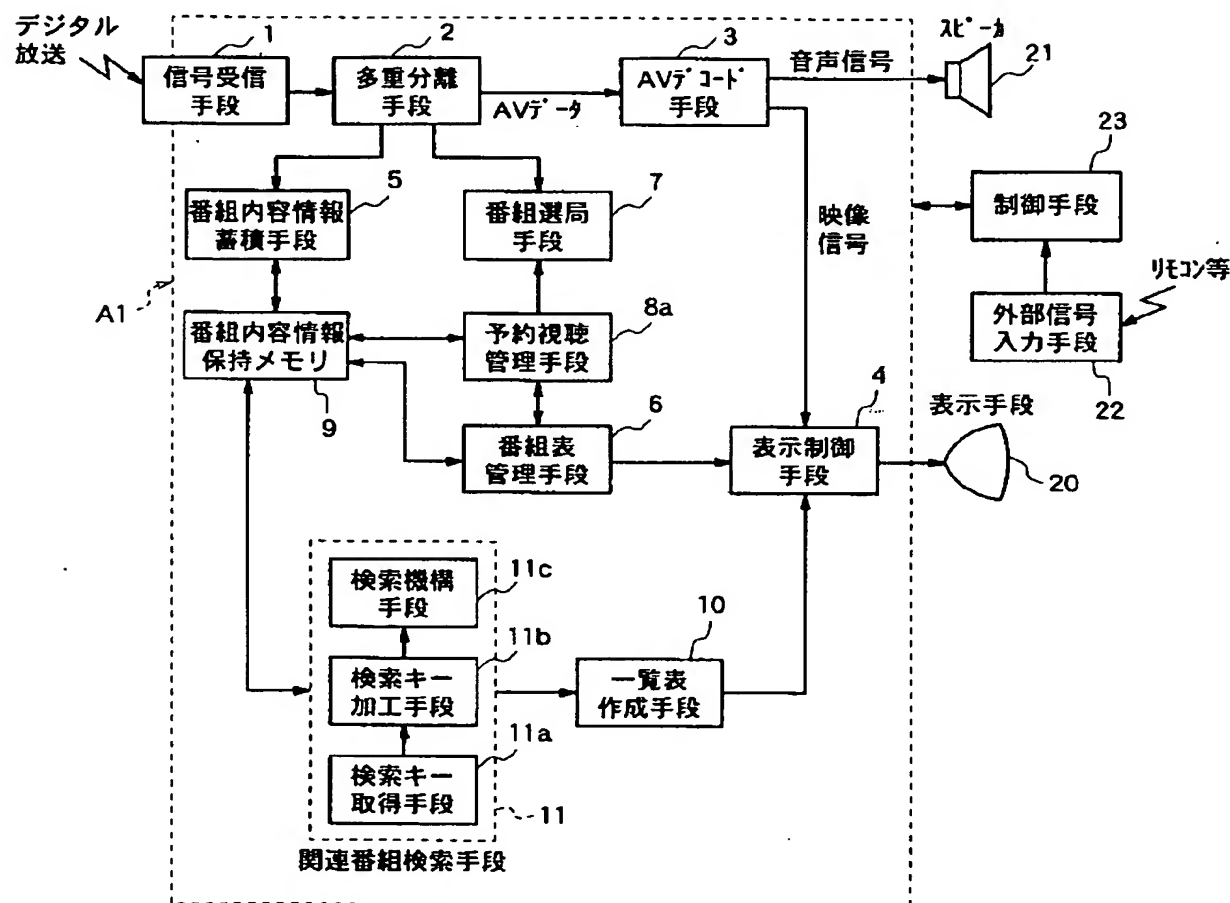 デジタル
放送
1
信号受信
手段
2
多重分離
手段
AVデータ
3
AVデコード
手段
音声信号
スピーカ
21
23
制御手段
リモコン等
外部信号
入力手段
22
5
番組内容情報
蓄積手段
7
番組選局
手段
映像
信号
A1
番組内容情報
保持メモリ
9
8a
予約視聴
管理手段
6
番組表
管理手段
4
表示制御
手段
表示手段
20
11c
検索機構
手段
11b
検索キー
加工手段
11a
検索キー
取得手段
11
関連番組検索手段
10
一覧表
作成手段